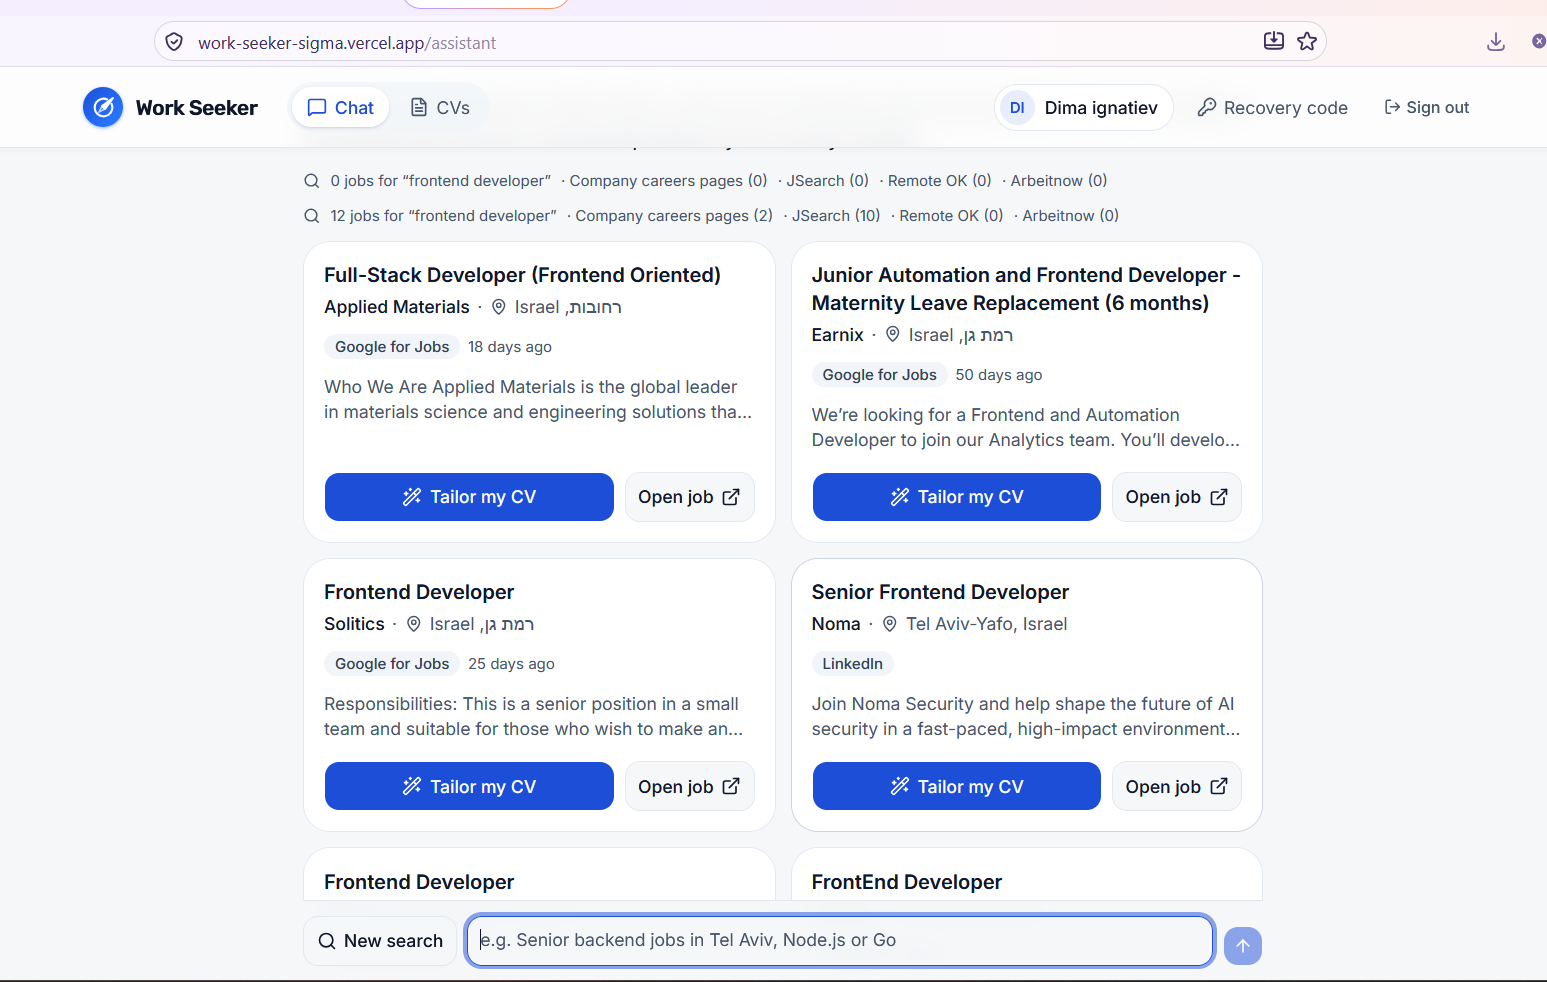 work-seeker-sigma.vercel.app/assistant
Work Seeker
Chat
CVs
DI
Dima ignatiev
Recovery code
Sign out
0 jobs for “frontend developer” · Company careers pages (0) · JSearch (0) · Remote OK (0) · Arbeitnow (0)
12 jobs for “frontend developer” · Company careers pages (2) · JSearch (10) · Remote OK (0) · Arbeitnow (0)
Full-Stack Developer (Frontend Oriented)
Applied Materials · רחובות, Israel
Google for Jobs 18 days ago
Who We Are Applied Materials is the global leader
in materials science and engineering solutions tha...
Tailor my CV
Open job
Junior Automation and Frontend Developer -
Maternity Leave Replacement (6 months)
Earnix · רמת גן, Israel
Google for Jobs 50 days ago
We’re looking for a Frontend and Automation
Developer to join our Analytics team. You’ll develo...
Tailor my CV
Open job
Frontend Developer
Solitics · רמת גן, Israel
Google for Jobs 25 days ago
Responsibilities: This is a senior position in a small
team and suitable for those who wish to make an...
Tailor my CV
Open job
Senior Frontend Developer
Noma · Tel Aviv-Yafo, Israel
LinkedIn
Join Noma Security and help shape the future of AI
security in a fast-paced, high-impact environment...
Tailor my CV
Open job
Frontend Developer
FrontEnd Developer
New search
e.g. Senior backend jobs in Tel Aviv, Node.js or Go